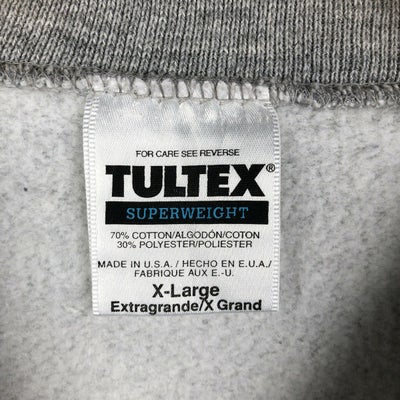 FOR CARE SEE REVERSE
TULTEX®
SUPERWEIGHT
70% COTTON/ALGODÓN/COTON
30% POLYESTER/POLIESTER
MADE IN U.S.A. / HECHO EN E.U.A./
FABRIQUE AUX E.-U.
X-Large
Extragrande/X Grand